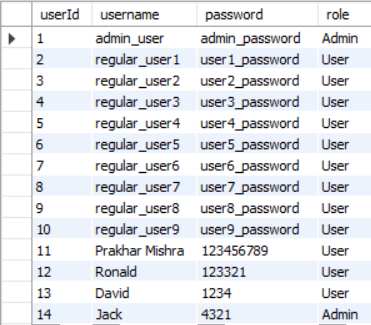 userId username password role
1 admin_user admin_password Admin
2 regular_user1 user1_password User
3 regular_user2 user2_password User
4 regular_user3 user3_password User
5 regular_user4 user4_password User
6 regular_user5 user5_password User
7 regular_user6 user6_password User
8 regular_user7 user7_password User
9 regular_user8 user8_password User
10 regular_user9 user9_password User
11 Prakhar Mishra 123456789 User
12 Ronald 123321 User
13 David 1234 User
14 Jack 4321 Admin